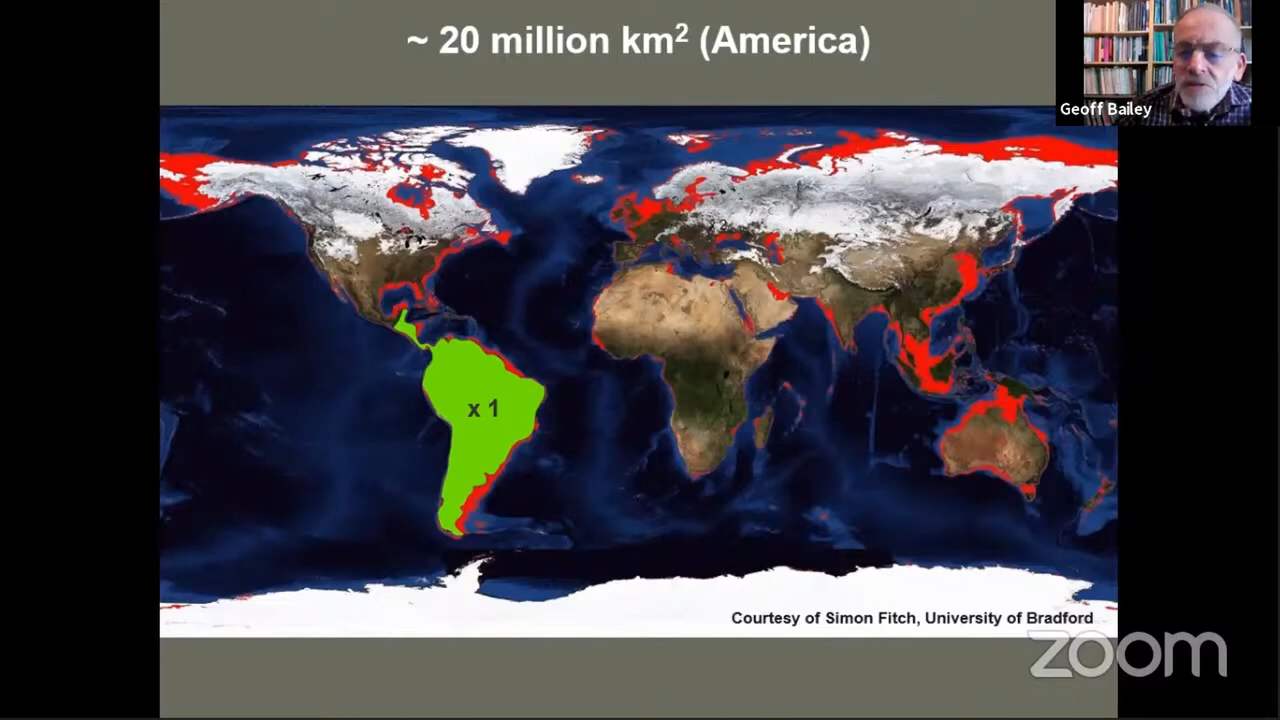 ~ 20 million km² (America)
Geoff Bailey
x 1
Courtesy of Simon Fitch, University of Bradford
zoom